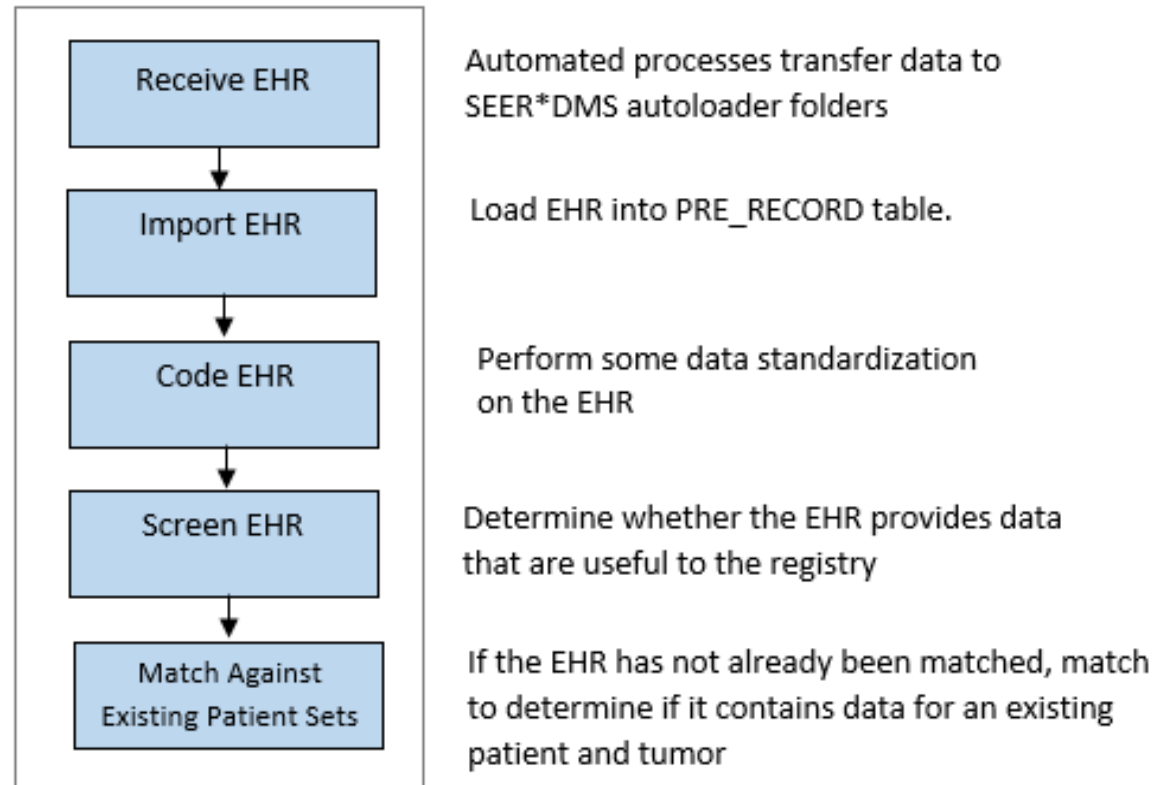 Receive EHR
Automated processes transfer data to
SEER*DMS autoloader folders
Import EHR
Load EHR into PRE_RECORD table.
Code EHR
Perform some data standardization
on the EHR
Screen EHR
Determine whether the EHR provides data
that are useful to the registry
Match Against
Existing Patient Sets
If the EHR has not already been matched, match
to determine if it contains data for an existing
patient and tumor